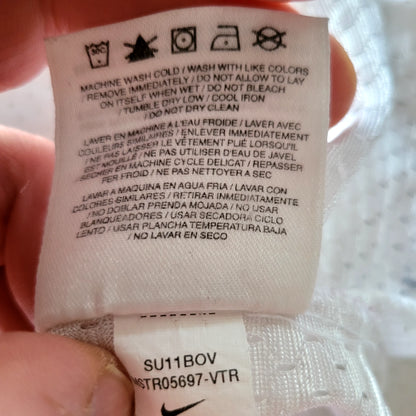 MACHINE WASH COLD / WASH WITH LIKE COLORS
REMOVE IMMEDIATELY / DO NOT ALLOW TO LAY
ON ITSELF WHEN WET / DO NOT BLEACH
/ TUMBLE DRY LOW / COOL IRON
/ DO NOT DRY CLEAN
LAVER EN MACHINE A L'EAU FROIDE / LAVER AVEC
COULEURS SIMILAIRES / ENLEVER IMMEDIATEMENT
/ NE PAS LAISSER LE VÊTEMENT PLIÉ LORSQU'IL
EST MOUILLÉ / NE PAS UTILISER D'EAU DE JAVEL
/ SÉCHER EN MACHINE CYCLE DELICAT / REPASSER
PER FROID / NE PAS NETTOYER A SEC
LAVAR A MAQUINA EN AGUA FRIA / LAVAR CON
COLORES SIMILARES / RETIRAR INMEDIATAMENTE
/ NO DOBLAR PRENDA MOJADA / NO USAR
BLANQUEADORES / USAR SECADORA CICLO
LENTO / USAR PLANCHA TEMPERATURA BAJA
/ NO LAVAR EN SECO
SU11BOV
MSTR05697-VTR